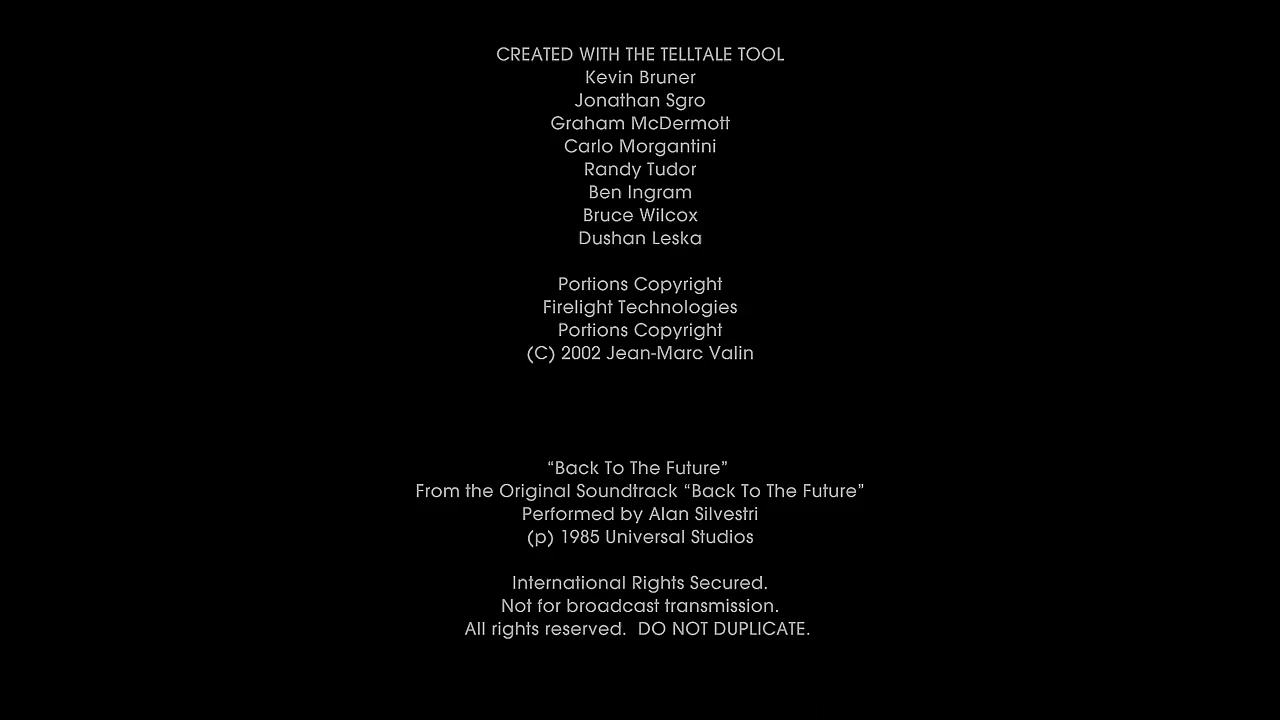 CREATED WITH THE TELLTALE TOOL
Kevin Bruner
Jonathan Sgro
Graham McDermott
Carlo Morgantini
Randy Tudor
Ben Ingram
Bruce Wilcox
Dushan Leska
Portions Copyright
Firelight Technologies
Portions Copyright
(C) 2002 Jean-Marc Valin
“Back To The Future”
From the Original Soundtrack “Back To The Future”
Performed by Alan Silvestri
(p) 1985 Universal Studios
International Rights Secured.
Not for broadcast transmission.
All rights reserved.  DO NOT DUPLICATE.